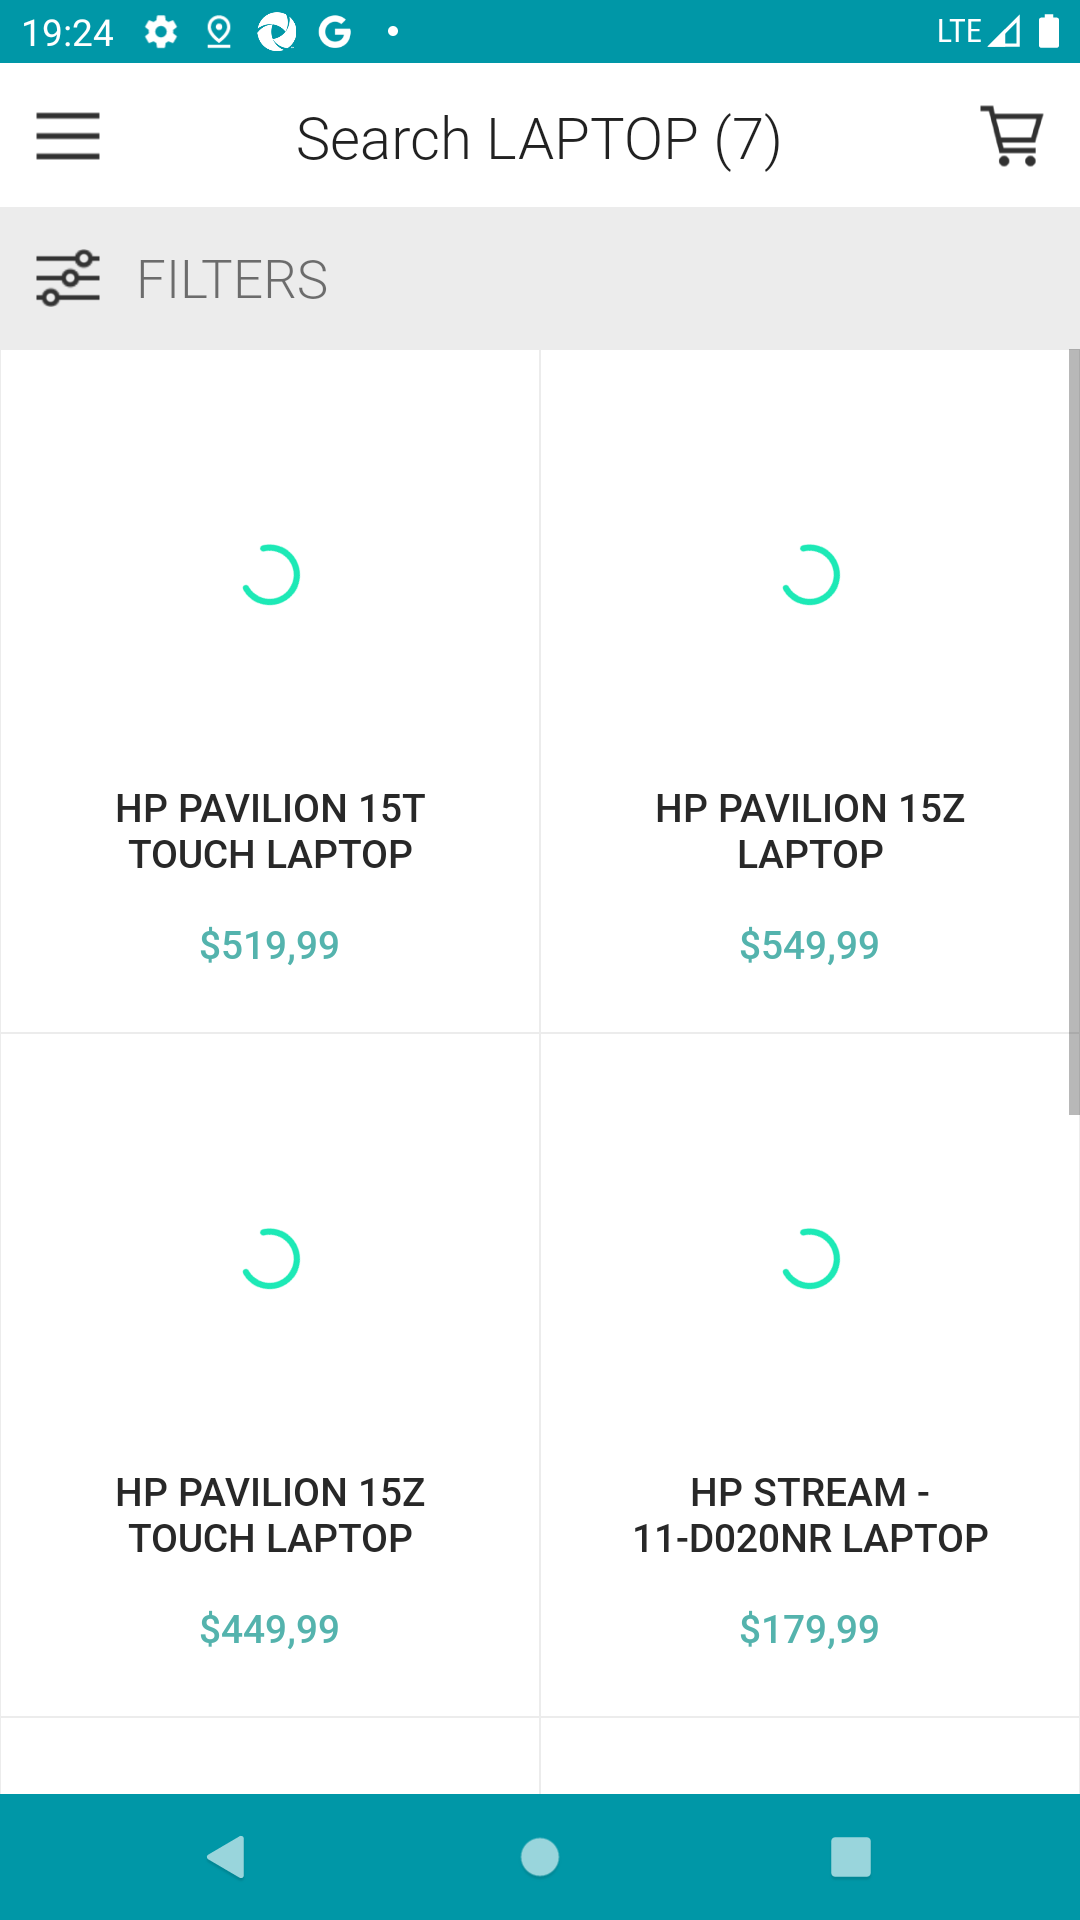 19:24
LTE
Search LAPTOP (7)
FILTERS
HP PAVILION 15T
TOUCH LAPTOP
$519,99
HP PAVILION 15Z
LAPTOP
$549,99
HP PAVILION 15Z
TOUCH LAPTOP
$449,99
HP STREAM -
11-D020NR LAPTOP
$179,99